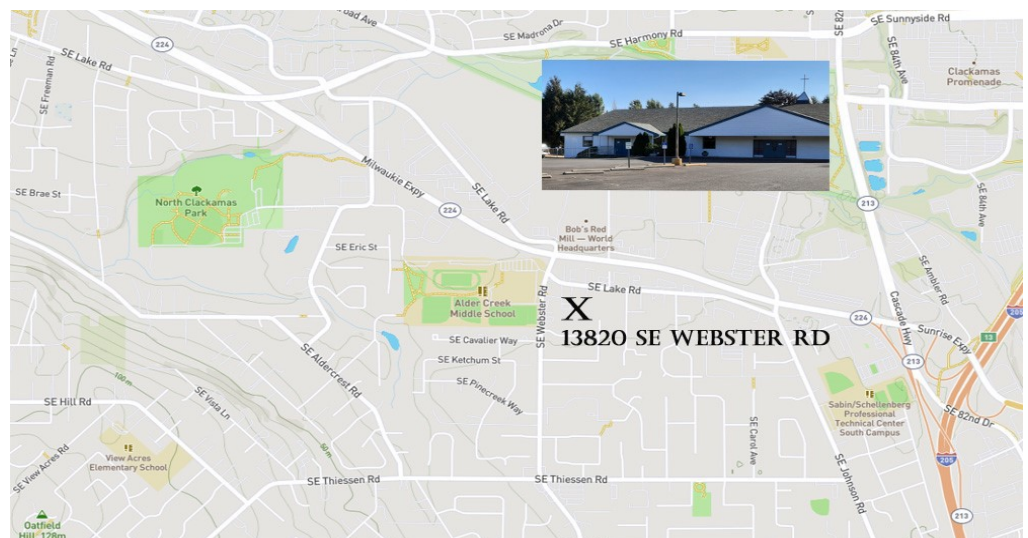 SE Sunnyside Rd
SE Madrona Dr
SE Harmony Rd
224
SE Lake Rd
SE Freeman Rd
SE 84th Ave
Clackamas
Promenade
SE Brae St
North Clackamas
Park
Milwaukie Expy
224
SE Lake Rd
213
SE 84th Ave
Bob's Red
Mill — World
Headquarters
SE Eric St
SE Ambler Rd
SE Lake Rd
SE Webster Rd
Alder Creek
Middle School
X
13820 SE WEBSTER RD
Cascade Hwy
224
Sunrise Expy
205
13
213
SE Cavalier Way
SE Ketchum St
SE Pinecreek Way
SE Aldercrest Rd
100 m
SE Vista Ln
50 m
SE Hill Rd
SE View Acres Rd
View Acres
Elementary School
Sabin/Schellenberg
Professional
Technical Center
South Campus
SE 82nd Dr
SE Carol Ave
205
SE Johnson Rd
SE Thiessen Rd
SE Thiessen Rd
213
Oatfield
Hill, 128m